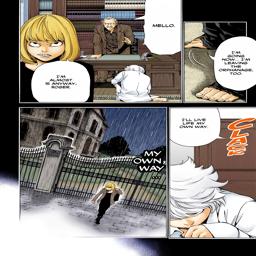 MELLO.
I'M
ALMOST
15 ANYWAY,
ROGER.
I'M
GOING
NOW. I'M
LEAVING
THE
ORPHANAGE,
TOO.
MY
OWN
WAY
I'LL LIVE
LIFE MY
OWN WAY.
CLANK